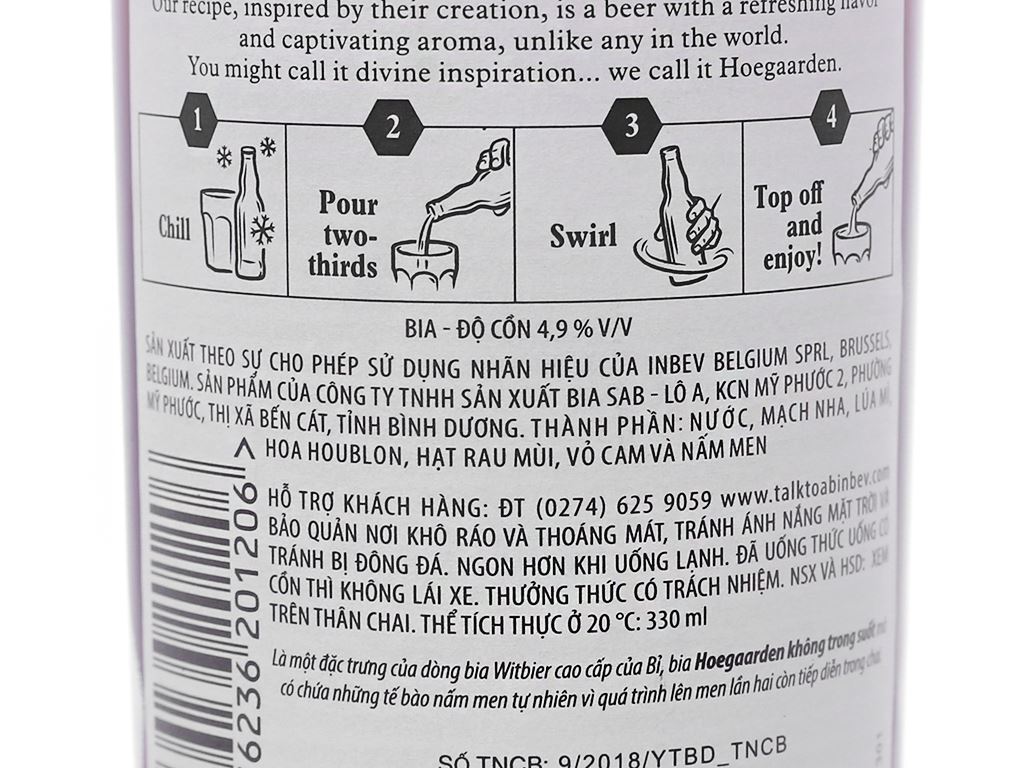 Our recipe, inspired by their creation, is a beer with a refreshing flavor
and captivating aroma, unlike any in the world.
You might call it divine inspiration... we call it Hoegaarden.
1
Chill
2
Pour
two-
thirds
3
Swirl
4
Top off
and
enjoy!
BIA - ĐỘ CỒN 4,9 % V/V
SẢN XUẤT THEO SỰ CHO PHÉP SỬ DỤNG NHÃN HIỆU CỦA INBEV BELGIUM SPRL, BRUSSELS,
BELGIUM. SẢN PHẨM CỦA CÔNG TY TNHH SẢN XUẤT BIA SAB - LÔ A, KCN MỸ PHƯỚC 2, PHƯỜNG
MỸ PHƯỚC, THỊ XÃ BẾN CÁT, TỈNH BÌNH DƯƠNG. THÀNH PHẦN: NƯỚC, MẠCH NHA, LÚA MÌ,
HOA HOUBLON, HẠT RAU MÙI, VỎ CAM VÀ NẤM MEN
HỖ TRỢ KHÁCH HÀNG: ĐT (0274) 625 9059 www.talktoabinbev.com
BẢO QUẢN NƠI KHÔ RÁO VÀ THOÁNG MÁT, TRÁNH ÁNH NẮNG MẶT TRỜI VÀ
TRÁNH BỊ ĐÔNG ĐÁ. NGON HƠN KHI UỐNG LẠNH. ĐÃ UỐNG THỨC UỐNG CÓ
CỒN THÌ KHÔNG LÁI XE. THƯỞNG THỨC CÓ TRÁCH NHIỆM. NSX VÀ HSD: XEM
TRÊN THÂN CHAI. THỂ TÍCH THỰC Ở 20 °C: 330 ml
Là một đặc trưng của dòng bia Witbier cao cấp của Bỉ, bia Hoegaarden không trong suốt mà
có chứa những tế bào nấm men tự nhiên vì quá trình lên men lần hai còn tiếp diễn trong chai.
SỐ TNCB: 9/2018/YTBD_TNCB
6236 201206 >